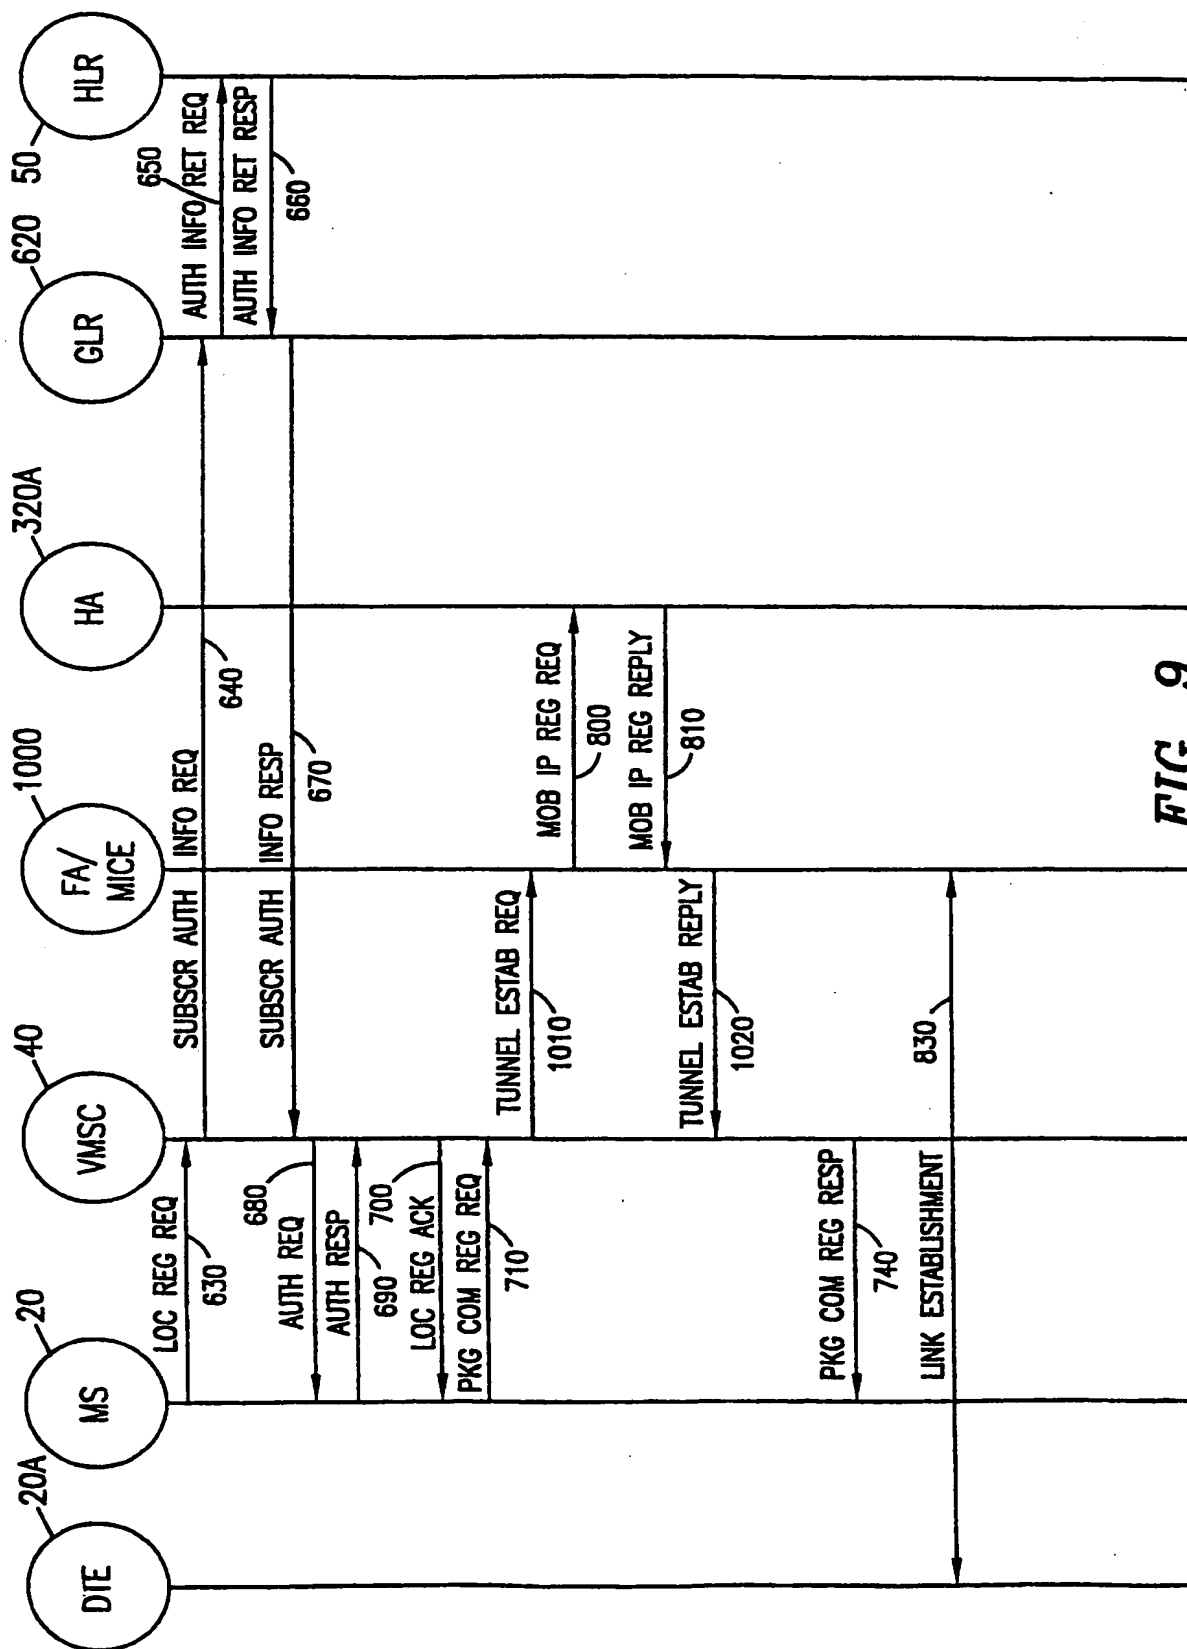 DTE
20A
MS
20
VMSC
40
FA/
MICE
1000
HA
320A
GLR
620
HLR
50
LOC REG REQ
630
SUBSCR AUTH INFO REQ
640
AUTH INFO RET REQ
650
AUTH INFO RET RESP
660
SUBSCR AUTH INFO RESP
670
AUTH REQ
680
AUTH RESP
690
LOC REG ACK
700
PKG COM REG REQ
710
TUNNEL ESTAB REQ
1010
MOB IP REG REQ
800
MOB IP REG REPLY
810
TUNNEL ESTAB REPLY
1020
PKG COM REG RESP
740
LINK ESTABLISHMENT
830
FIG. 9